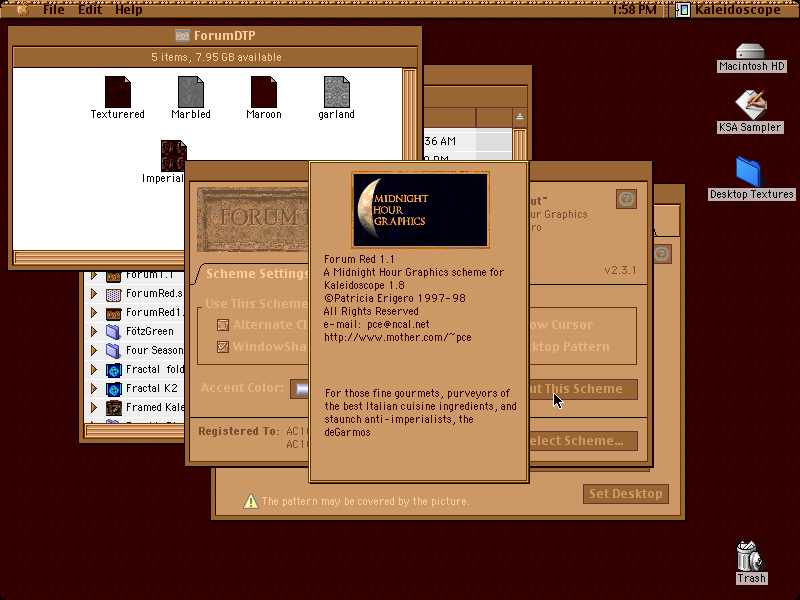 File Edit Help
1:58 PM Kaleidoscope
ForumDTP
5 items, 7.95 GB available
Texturered Marbled Maroon garland
Imperial
Macintosh HD
KSA Sampler
Desktop Textures
36 AM
Forum1.1
ForumRed.s
ForumRed1.
FötzGreen
Four Season
Fractal fold
Fractal K2
Framed Kale
FORUM
ut™
ur Graphics
ro
v2.3.1
Scheme Settings
Use This Scheme
Alternate Ch
WindowSha
ow Cursor
ktop Pattern
Accent Color:
ut This Scheme
Registered To: AC1
AC1
elect Scheme...
MIDNIGHT
HOUR
GRAPHICS
Forum Red 1.1
A Midnight Hour Graphics scheme for
Kaleidoscope 1.8
©Patricia Erigero 1997-98
All Rights Reserved
e-mail: pce@ncal.net
http://www.mother.com/~pce
For those fine gourmets, purveyors of
the best Italian cuisine ingredients, and
staunch anti-imperialists, the
deGarmos
The pattern may be covered by the picture.
Set Desktop
Trash